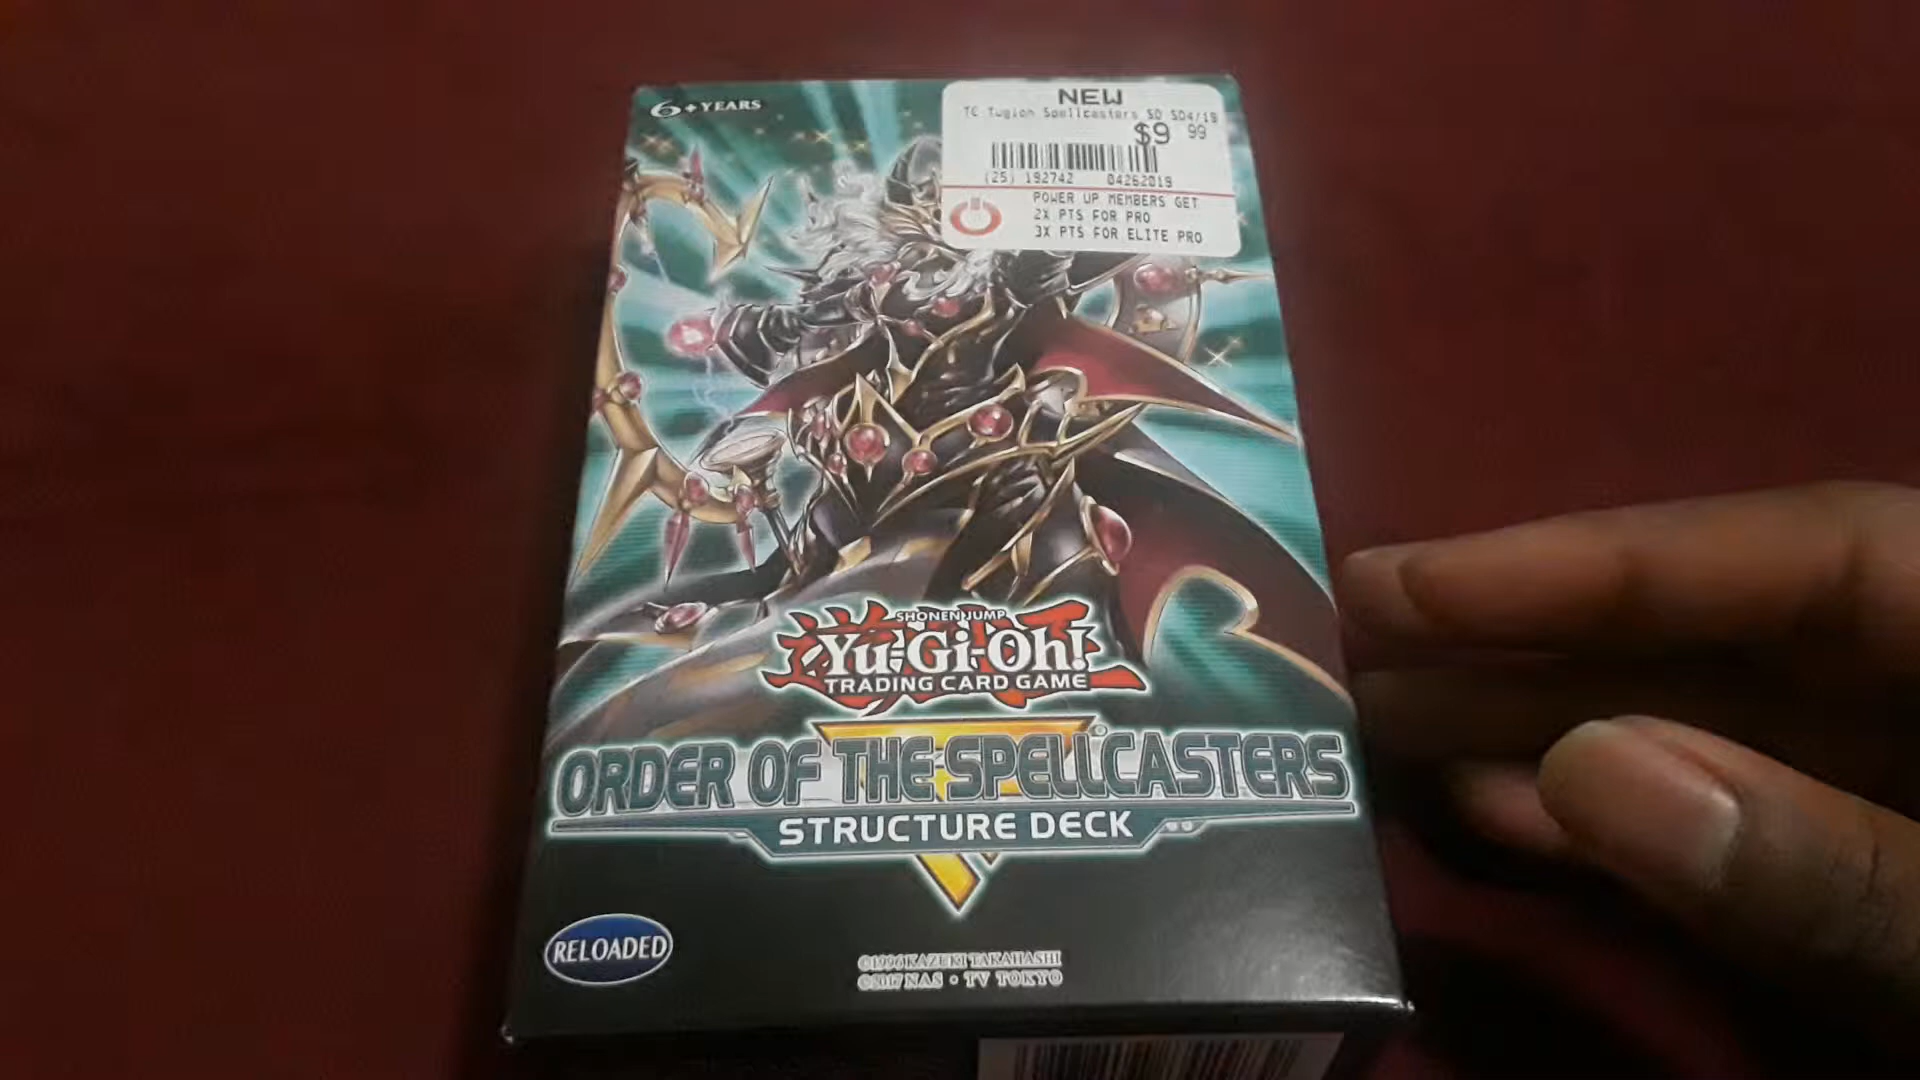 6+YEARS
NEW
TC Yugioh Spellcasters SD SD4/19
$9 99
(25) 192742 04262019
POWER UP MEMBERS GET
2X PTS FOR PRO
3X PTS FOR ELITE PRO
SHONEN JUMP
Yu-Gi-Oh!
TRADING CARD GAME
ORDER OF THE SPELLCASTERS
STRUCTURE DECK
RELOADED
©1996 KAZUKI TAKAHASHI
©2017 NAS • TV TOKYO